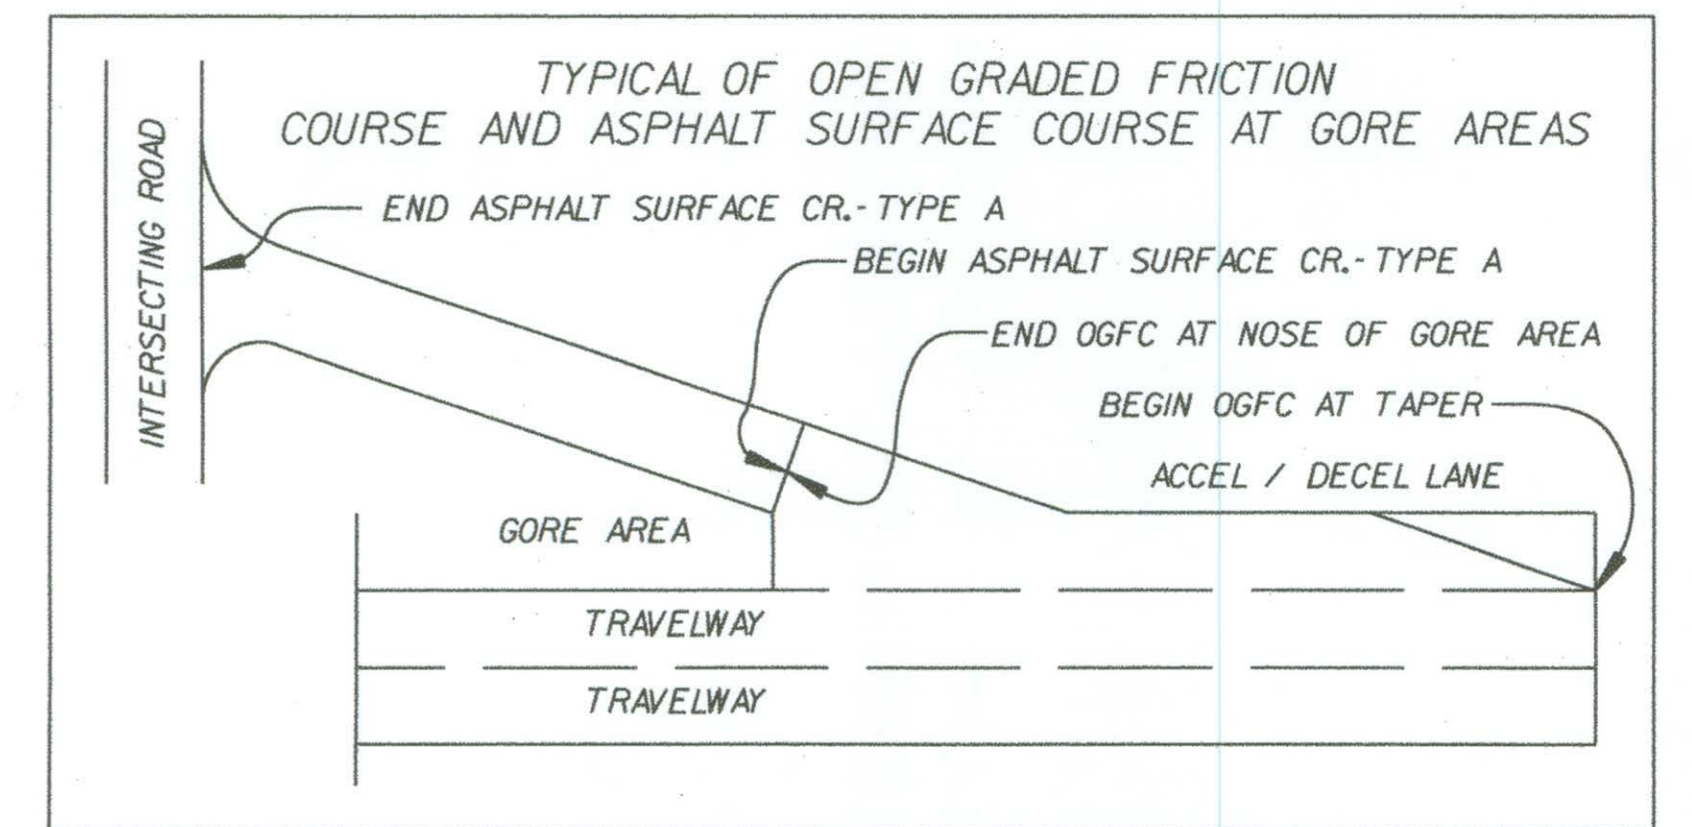 TYPICAL OF OPEN GRADED FRICTION
COURSE AND ASPHALT SURFACE COURSE AT GORE AREAS
INTERSECTING ROAD
END ASPHALT SURFACE CR.-TYPE A
BEGIN ASPHALT SURFACE CR.-TYPE A
END OGFC AT NOSE OF GORE AREA
BEGIN OGFC AT TAPER
ACCEL / DECEL LANE
GORE AREA
TRAVELWAY
TRAVELWAY